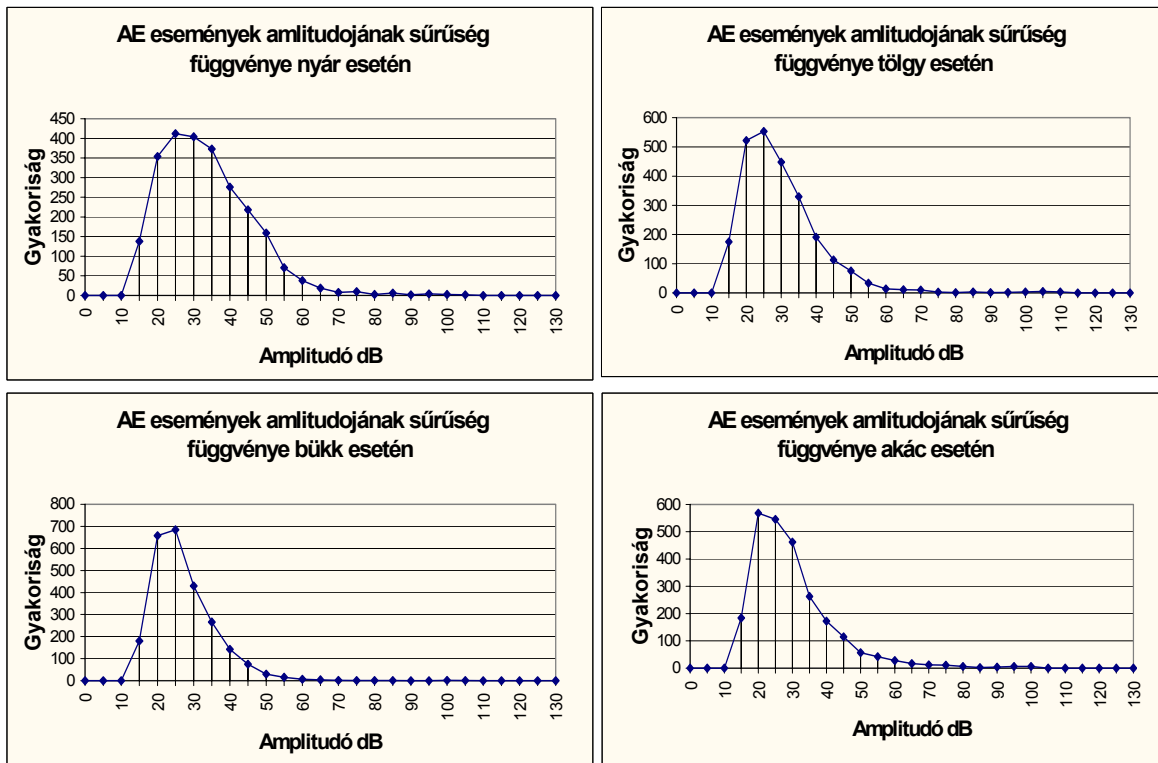 AE események amlitudojának sűrűség
függvénye nyár esetén
450
400
350
300
250
200
150
100
50
0
Gyakoriság
0 10 20 30 40 50 60 70 80 90 100 110 120 130
Amplitudó dB
AE események amlitudojának sűrűség
függvénye tölgy esetén
600
500
400
300
200
100
0
Gyakoriság
0 10 20 30 40 50 60 70 80 90 100 110 120 130
Amplitudó dB
AE események amlitudojának sűrűség
függvénye bükk esetén
800
700
600
500
400
300
200
100
0
Gyakoriság
0 10 20 30 40 50 60 70 80 90 100 110 120 130
Amplitudó dB
AE események amlitudojának sűrűség
függvénye akác esetén
600
500
400
300
200
100
0
Gyakoriság
0 10 20 30 40 50 60 70 80 90 100 110 120 130
Amplitudó dB